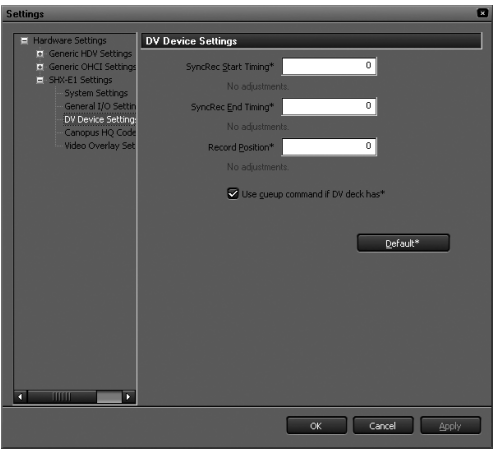 Settings
Hardware Settings
Generic HDV Settings
Generic OHCI Settings
SHX-E1 Settings
System Settings
General I/O Settin
DV Device Setting
Canopus HQ Code
Video Overlay Set
DV Device Settings
SyncRec Start Timing* 0
No adjustments.
SyncRec End Timing* 0
No adjustments.
Record Position* 0
No adjustments.
Use cueup command if DV deck has*
Default*
OK Cancel Apply